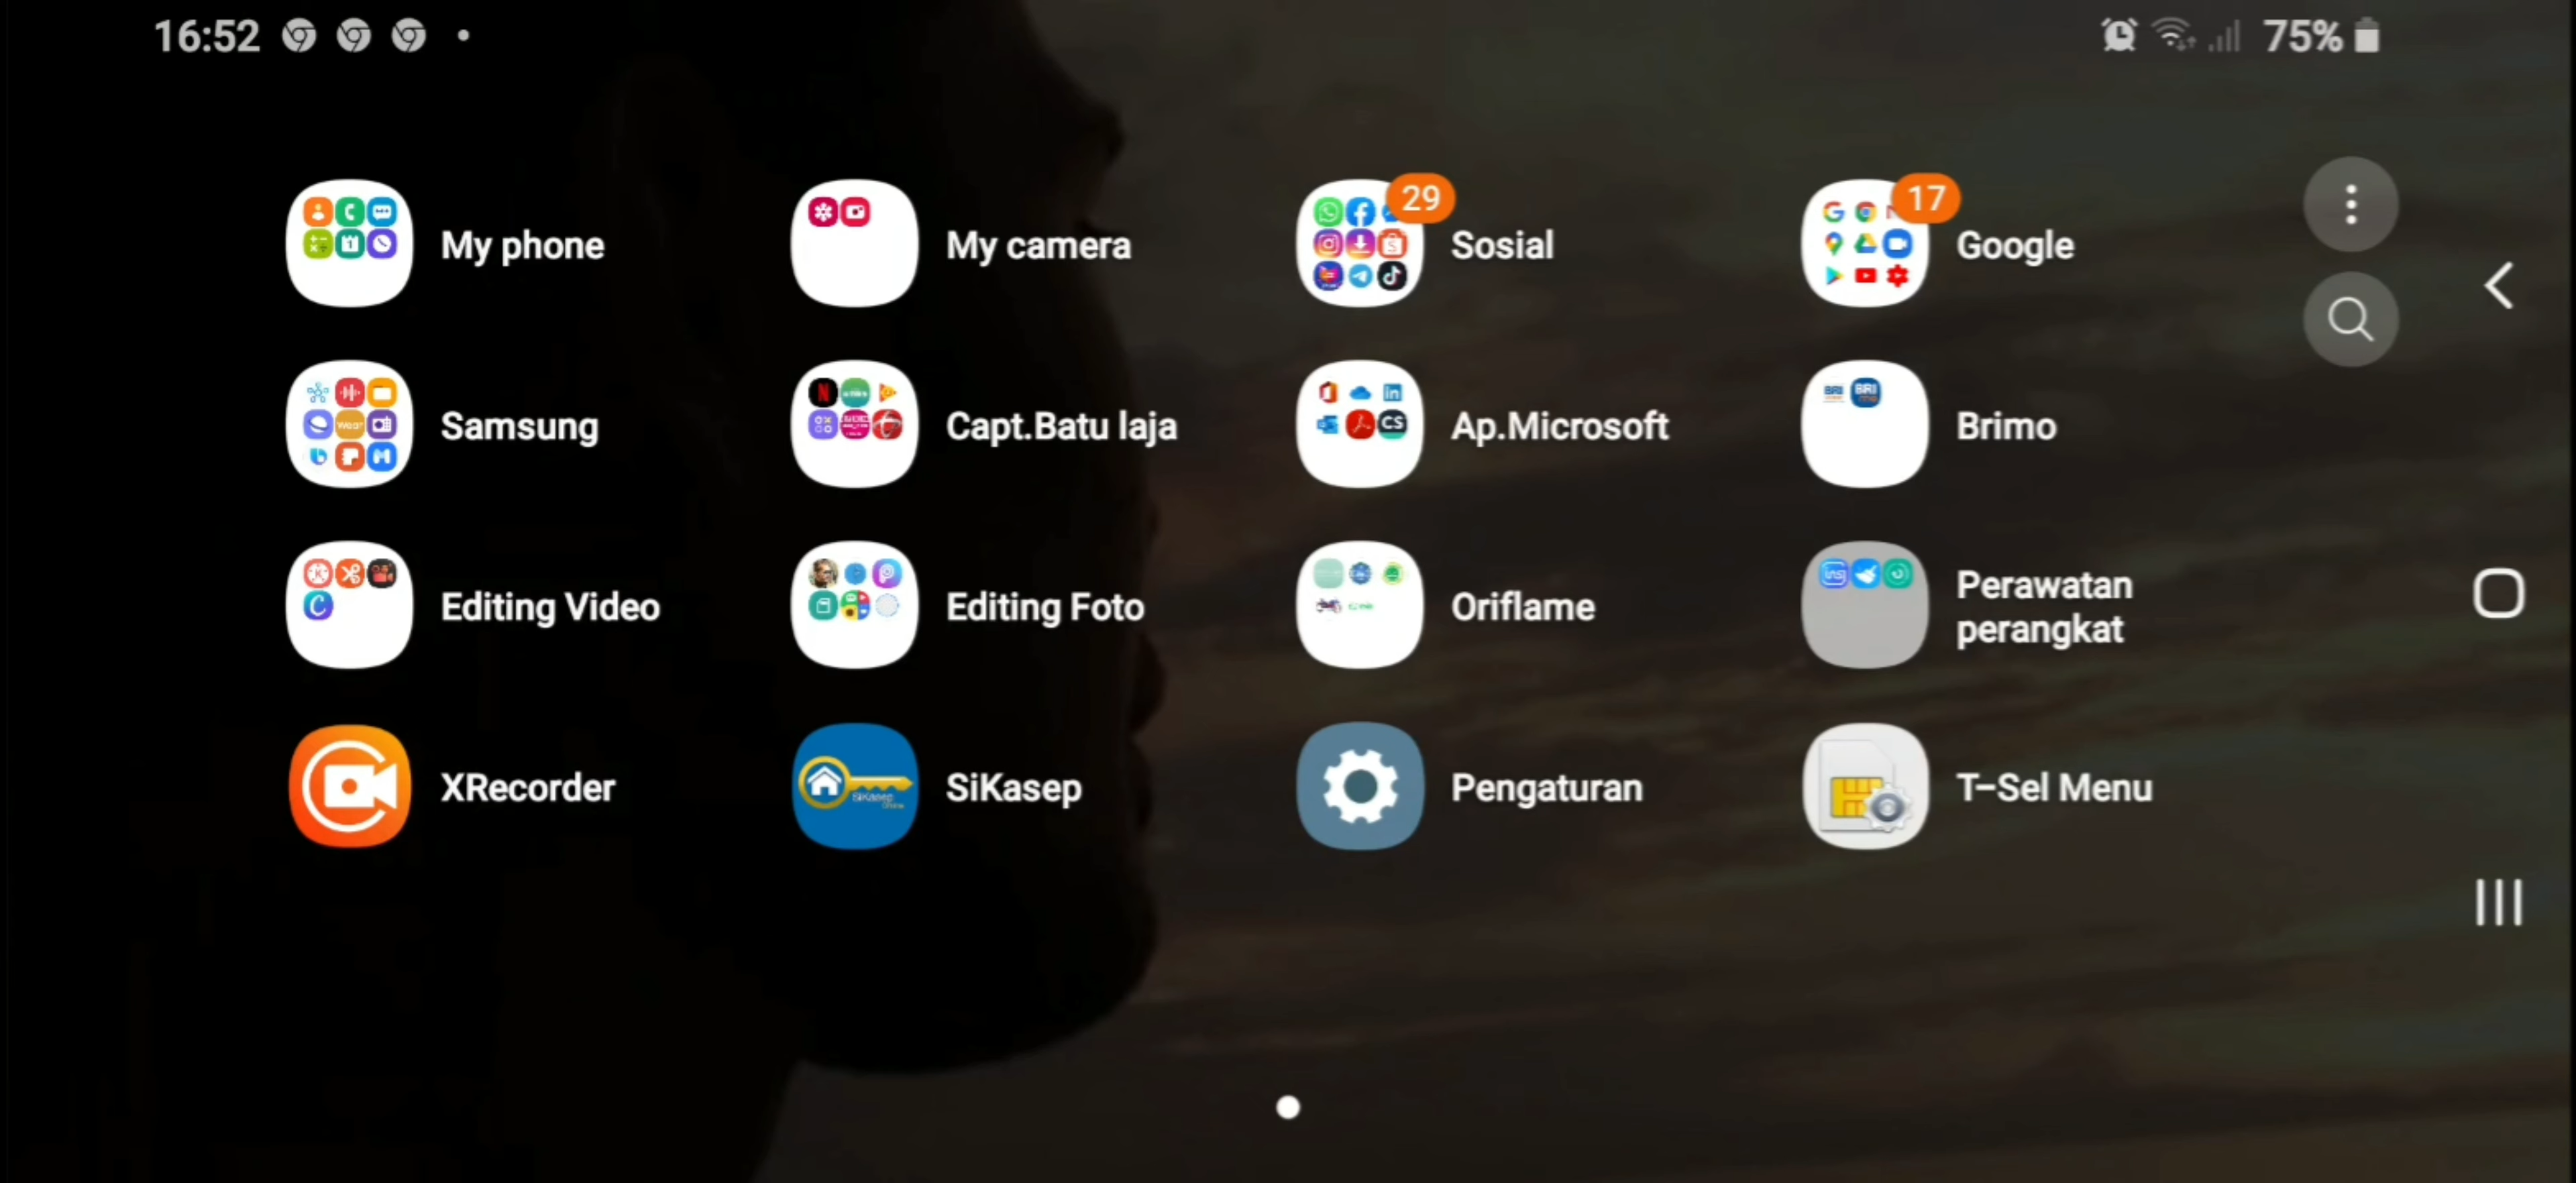 16:52
75%
29
17
My phone
My camera
Sosial
Google
Samsung
Capt.Batu laja
Ap.Microsoft
Brimo
Editing Video
Editing Foto
Oriflame
Perawatan
perangkat
XRecorder
SiKasep
Pengaturan
T-Sel Menu